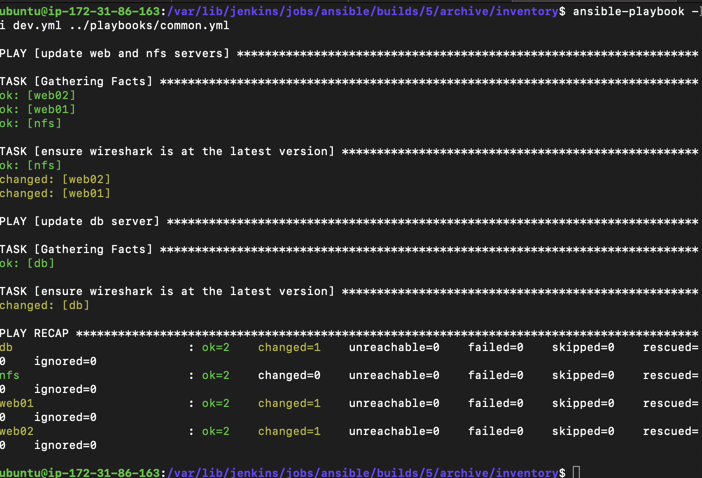 ubuntu@ip-172-31-86-163:/var/lib/jenkins/jobs/ansible/builds/5/archive/inventory$ ansible-playbook -
i dev.yml ../playbooks/common.yml
PLAY [update web and nfs servers] ******************************************************************
TASK [Gathering Facts] *****************************************************************************
ok: [web02]
ok: [web01]
ok: [nfs]
TASK [ensure wireshark is at the latest version] ***************************************************
ok: [nfs]
changed: [web02]
changed: [web01]
PLAY [update db server] ****************************************************************************
TASK [Gathering Facts] *****************************************************************************
ok: [db]
TASK [ensure wireshark is at the latest version] ***************************************************
changed: [db]
PLAY RECAP *****************************************************************************************
db                         : ok=2    changed=1    unreachable=0    failed=0    skipped=0    rescued=
0    ignored=0
nfs                        : ok=2    changed=0    unreachable=0    failed=0    skipped=0    rescued=
0    ignored=0
web01                      : ok=2    changed=1    unreachable=0    failed=0    skipped=0    rescued=
0    ignored=0
web02                      : ok=2    changed=1    unreachable=0    failed=0    skipped=0    rescued=
0    ignored=0
ubuntu@ip-172-31-86-163:/var/lib/jenkins/jobs/ansible/builds/5/archive/inventory$